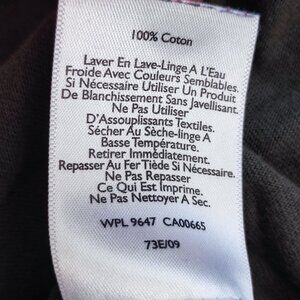 100% Coton
Laver En Lave-Linge A L'Eau
Froide Avec Couleurs Semblables.
Si Nécessaire Utiliser Un Produit
De Blanchissement Sans Javellisant.
Ne Pas Utiliser
D'Assouplissants Textiles.
Sécher Au Sèche-linge A
Basse Température.
Retirer Immédiatement.
Repasser Au Fer Tiède Si Nécessaire.
Ne Pas Repasser
Ce Qui Est Imprime.
Ne Pas Nettoyer A Sec.
WPL 9647 CA00665
73E/09